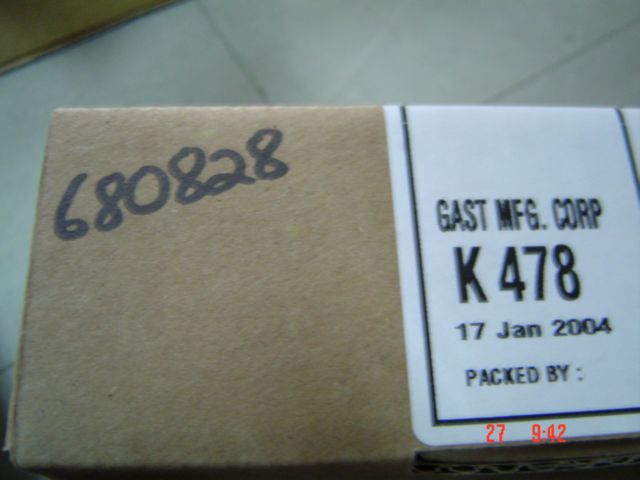 680828
GAST MFG. CORP
K 478
17 Jan 2004
PACKED BY :
27 9:42